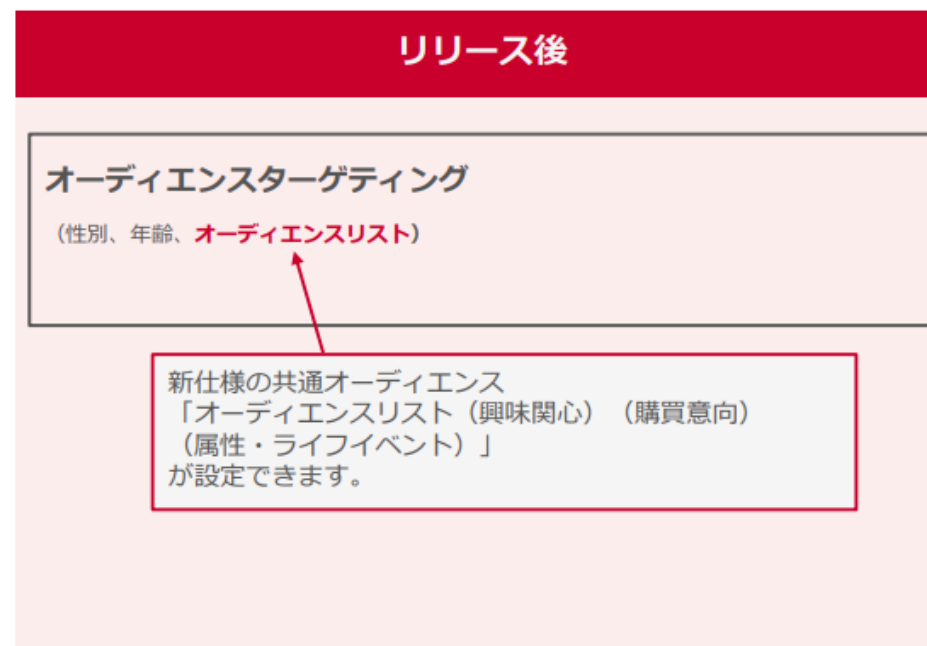 リリース後
オーディエンスターゲティング
（性別、年齢、オーディエンスリスト）
新仕様の共通オーディエンス
「オーディエンスリスト（興味関心）（購買意向）
（属性・ライフイベント）」
が設定できます。